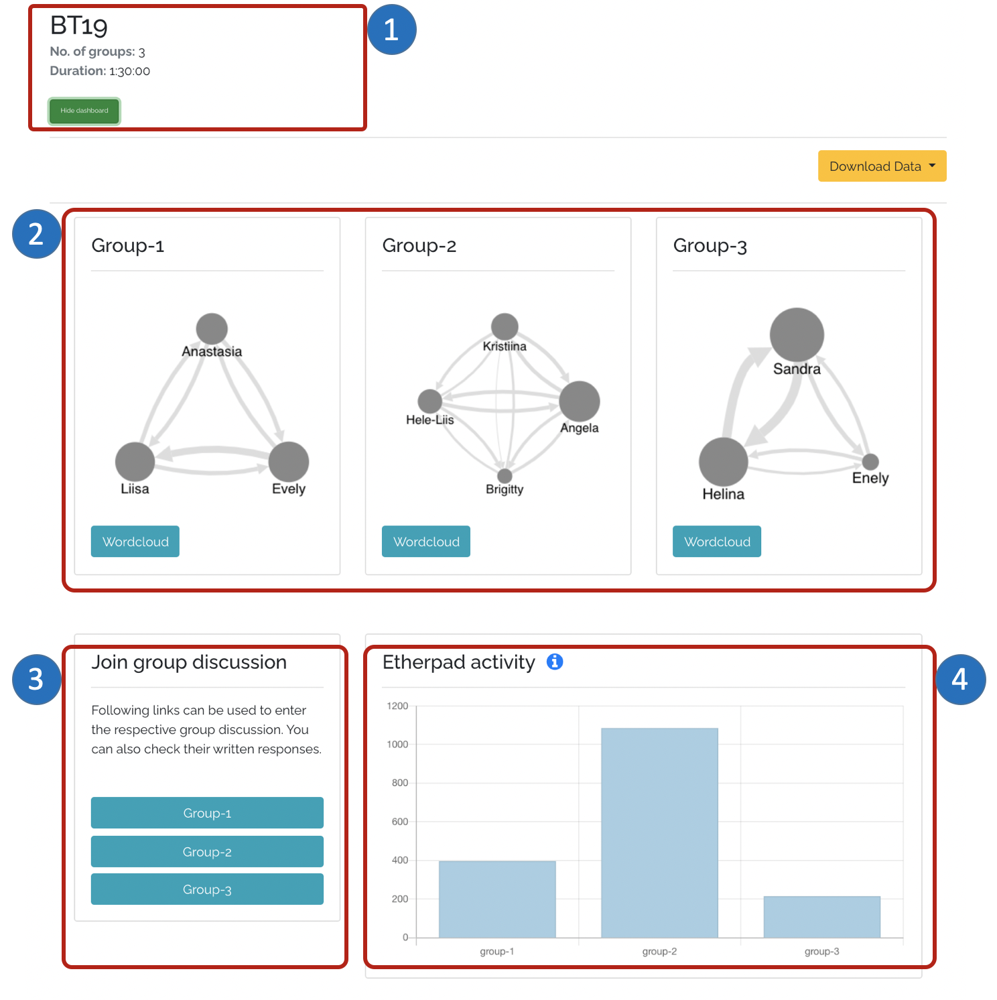 BT19
1
No. of groups: 3
Duration: 1:30:00
Hide dashboard
Download Data
2
Group-1
Anastasia
Liisa
Evely
Wordcloud
Group-2
Kristiina
Hele-Liis
Angela
Brigitty
Wordcloud
Group-3
Sandra
Helina
Enely
Wordcloud
3
Join group discussion
Following links can be used to enter
the respective group discussion. You
can also check their written responses.
Group-1
Group-2
Group-3
Etherpad activity
4
1200
1000
800
600
400
200
0
group-1
group-2
group-3